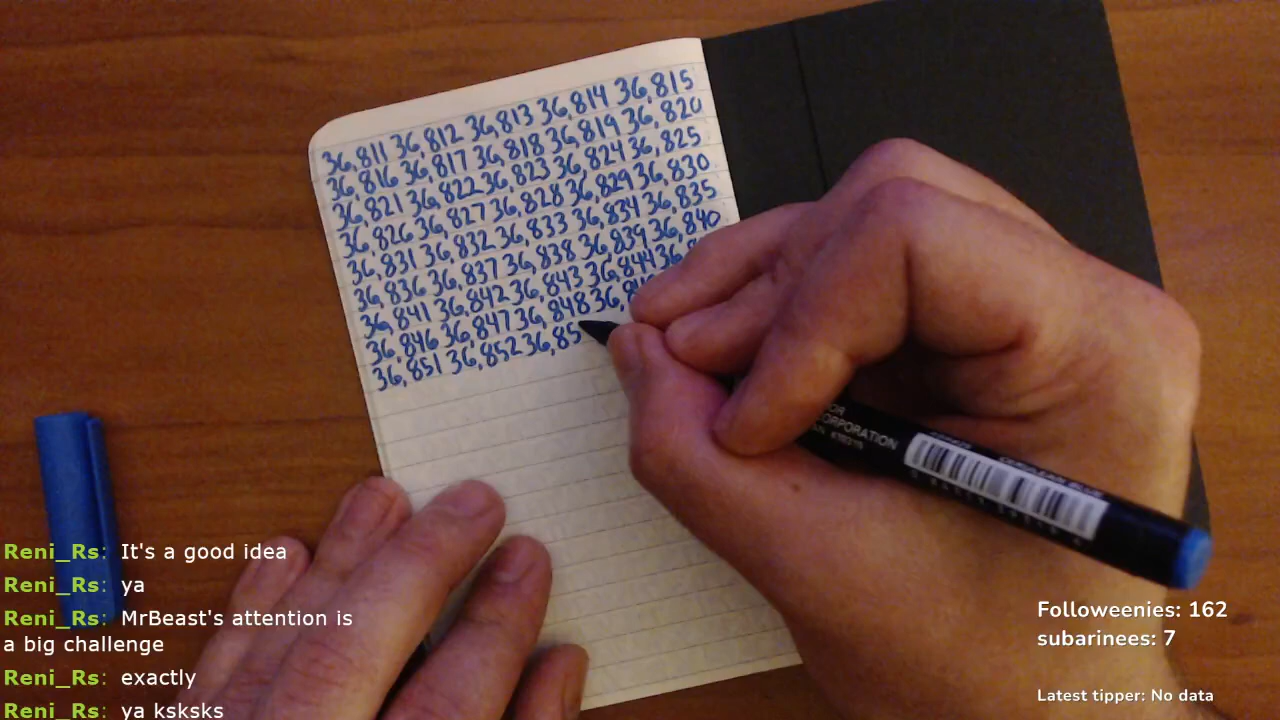 36,811 36,812 36,813 36,814 36,815
36,816 36,817 36,818 36,819 36,820
36,821 36,822 36,823 36,824 36,825
36,826 36,827 36,828 36,829 36,830
36,831 36,832 36,833 36,834 36,835
36,836 36,837 36,838 36,839 36,840
36,841 36,842 36,843 36,844
36,846 36,847 36,848
36,851 36,852 36,85
CORPORATION
Reni_Rs: It's a good idea
Reni_Rs: ya
Reni_Rs: MrBeast's attention is
a big challenge
Reni_Rs: exactly
Reni_Rs: ya ksksks
Followeenies: 162
subarinees: 7
Latest tipper: No data